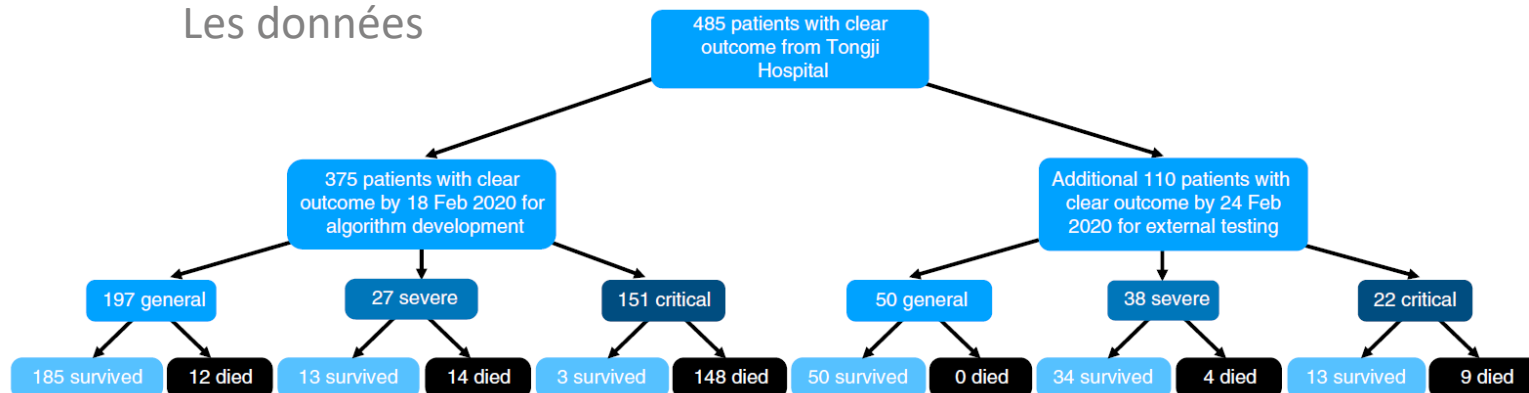 Les données
485 patients with clear
outcome from Tongji
Hospital
375 patients with clear
outcome by 18 Feb 2020 for
algorithm development
Additional 110 patients with
clear outcome by 24 Feb
2020 for external testing
197 general
27 severe
151 critical
50 general
38 severe
22 critical
185 survived
12 died
13 survived
14 died
3 survived
148 died
50 survived
0 died
34 survived
4 died
13 survived
9 died